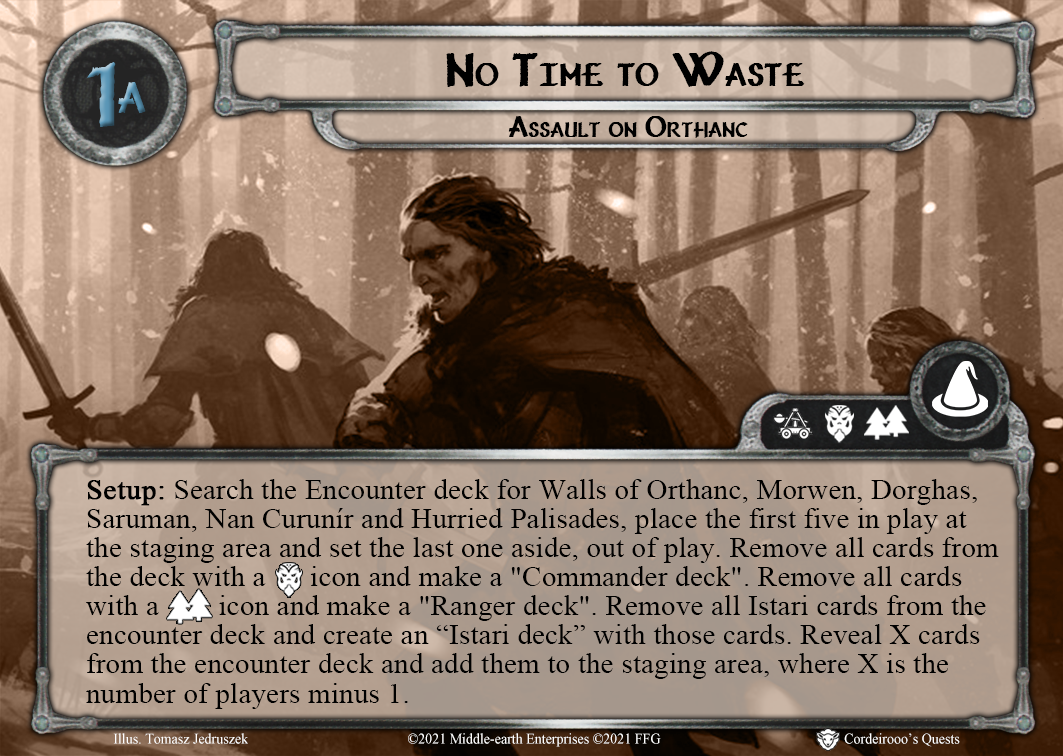 1A
No Time to Waste
Assault on Orthanc
Setup: Search the Encounter deck for Walls of Orthanc, Morwen, Dorghas,
Saruman, Nan Curunír and Hurried Palisades, place the first five in play at
the staging area and set the last one aside, out of play. Remove all cards from
the deck with a icon and make a "Commander deck". Remove all cards
with a icon and make a "Ranger deck". Remove all Istari cards from the
encounter deck and create an “Istari deck” with those cards. Reveal X cards
from the encounter deck and add them to the staging area, where X is the
number of players minus 1.
Illus. Tomasz Jedruszek ©2021 Middle-earth Enterprises ©2021 FFG Cordeirooo's Quests